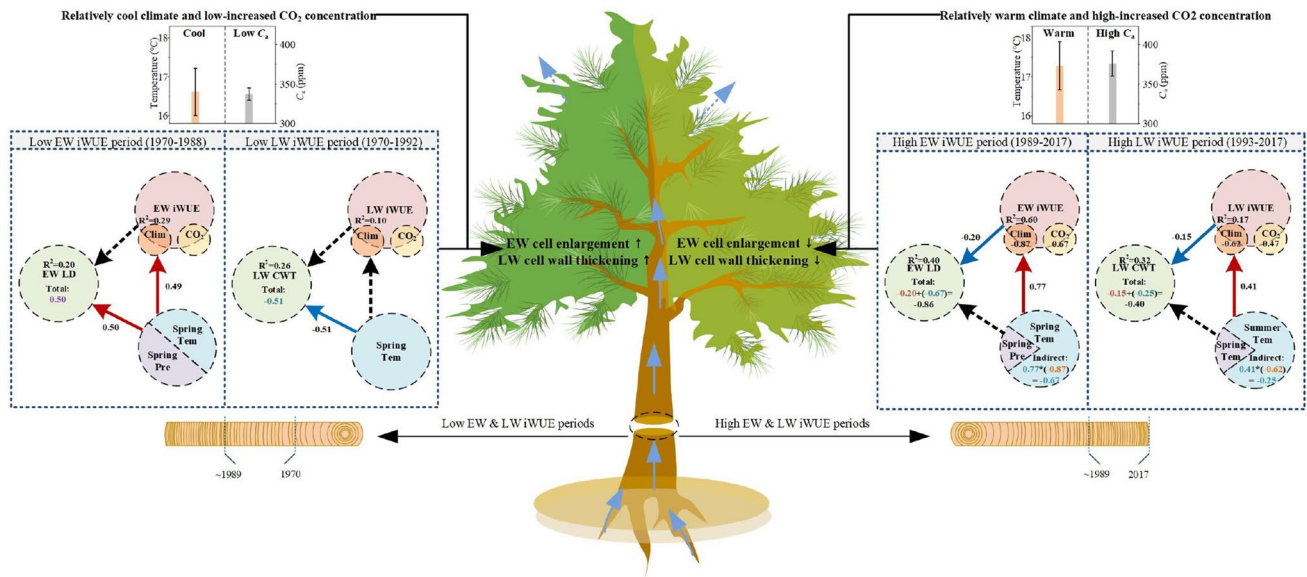 Relatively cool climate and low-increased CO₂ concentration
Cool
Low Cₐ
Temperature (°C)
18
17
16
400
350
300
Cₐ (ppm)
Low EW iWUE period (1970-1988)
Low LW iWUE period (1970-1992)
EW iWUE
R²=0.29
Clim
CO₂
R²=0.20
EW LD
Total:
0.50
0.49
0.50
Spring
Tem
Spring
Pre
LW iWUE
R²=0.10
Clim
CO₂
R²=0.26
LW CWT
Total:
-0.51
-0.51
Spring
Tem
EW cell enlargement ↑
LW cell wall thickening ↑
EW cell enlargement ↓
LW cell wall thickening ↓
Relatively warm climate and high-increased CO2 concentration
Warm
High Cₐ
Temperature (°C)
18
17
16
400
350
300
Cₐ (ppm)
High EW iWUE period (1989-2017)
High LW iWUE period (1993-2017)
EW iWUE
R²=0.60
Clim
-0.87
CO₂
-0.67
-0.20
R²=0.40
EW LD
Total:
-0.20+(-0.67)=
-0.86
0.77
Spring
Tem
Spring
Pre
Indirect:
0.77*(-0.87)
= -0.67
LW iWUE
R²=0.17
Clim
-0.62
CO₂
-0.47
-0.15
R²=0.32
LW CWT
Total:
-0.15+(-0.25)=
-0.40
0.41
Summer
Tem
Spring
Tem
Indirect:
0.41*(-0.62)
= -0.25
Low EW & LW iWUE periods
High EW & LW iWUE periods
~1989
1970
~1989
2017